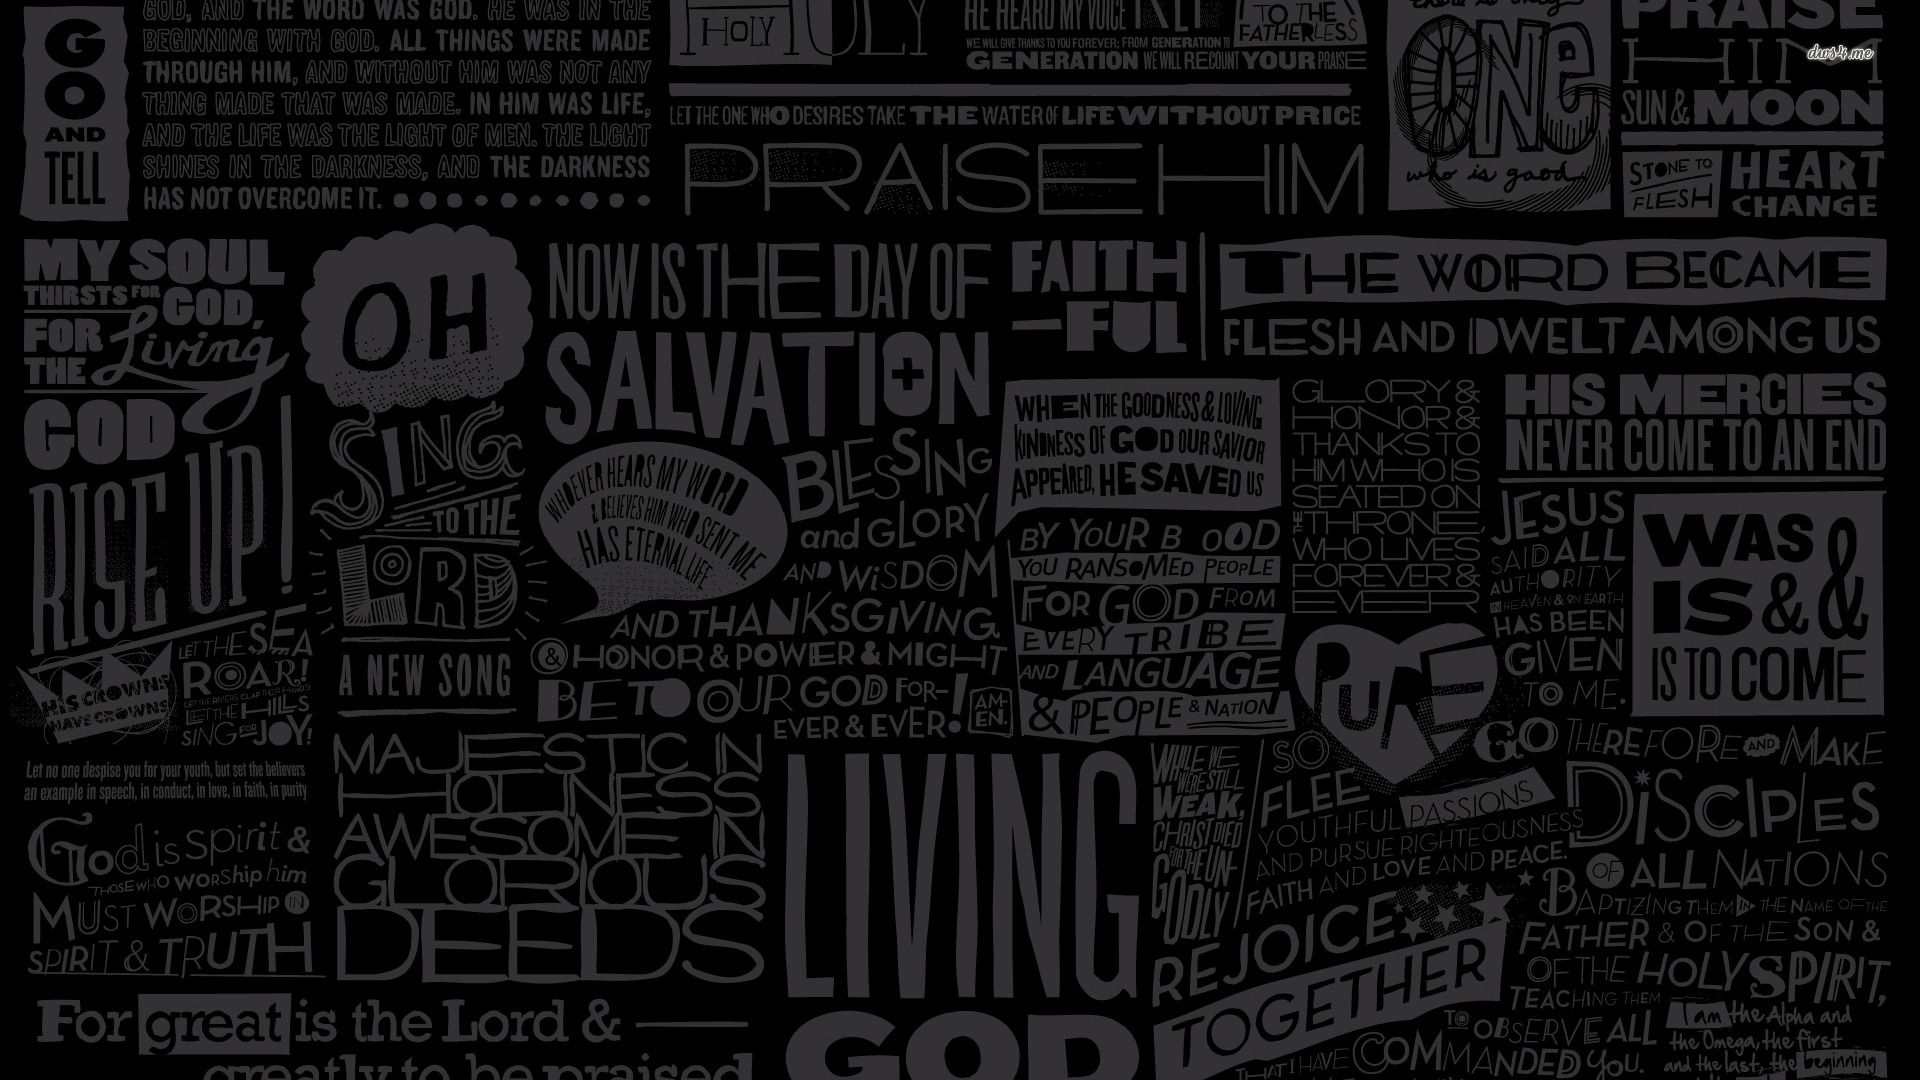 GO
AND
TELL
GOD, AND THE WORD WAS GOD. HE WAS IN THE
BEGINNING WITH GOD. ALL THINGS WERE MADE
THROUGH HIM, AND WITHOUT HIM WAS NOT ANY
THING MADE THAT WAS MADE. IN HIM WAS LIFE,
AND THE LIFE WAS THE LIGHT OF MEN. THE LIGHT
SHINES IN THE DARKNESS, AND THE DARKNESS
HAS NOT OVERCOME IT.
HOLY
HOLY
HE HEARD MY VOICE
WE WILL GIVE THANKS TO YOU FOREVER; FROM GENERATION TO
GENERATION WE WILL RECOUNT YOUR PRAISE
TO THE
FATHERLESS
LET THE ONE WHO DESIRES TAKE THE WATER OF LIFE WITHOUT PRICE
PRAISE HIM
there is only
ONE
who is good
PRAISE
HIM
SUN & MOON
dws4.me
STONE TO
FLESH
HEART
CHANGE
MY SOUL
THIRSTS FOR
GOD,
FOR
THE Living
GOD
OH
SING
TO THE
LORD
A NEW SONG
NOW IS THE DAY OF
SALVATION
FAITH
-FUL
THE WORD BECAME
FLESH AND DWELT AMONG US
RISE UP!
WHOEVER HEARS MY WORD
& BELIEVES HIM WHO SENT ME
HAS ETERNAL LIFE
BLESSING
and GLORY
AND WISDOM
AND THANKSGIVING
& HONOR & POWER & MIGHT
BE TO OUR GOD FOR-
EVER & EVER!
AM-
EN.
WHEN THE GOODNESS & LOVING
KINDNESS OF GOD OUR SAVIOR
APPEARED, HE SAVED US
BY YOUR B OOD
YOU RANSOMED PEOPLE
FOR GOD FROM
EVERY TRIBE
AND LANGUAGE
& PEOPLE & NATION
GLORY &
HONOR &
THANKS TO
HIM WHO IS
SEATED ON
THE THRONE,
WHO LIVES
FOREVER &
EVER
HIS MERCIES
NEVER COME TO AN END
JESUS
SAID ALL
AUTHORITY
IN HEAVEN & ON EARTH
HAS BEEN
GIVEN
TO ME.
WAS &
IS & &
IS TO COME
HIS CROWNS
HAVE CROWNS
LET THE SEA
ROAR!
LET THE RIVERS CLAP THEIR HANDS!
LET THE HILLS
SING FOR JOY!
Let no one despise you for your youth, but set the believers
an example in speech, in conduct, in love, in faith, in purity
God is spirit &
THOSE WHO WORSHIP him
MUST WORSHIP IN
SPIRIT & TRUTH
MAJESTIC IN
HOLINESS
AWESOME IN
GLORIOUS
DEEDS
LIVING
GOD
WHILE WE
WERE STILL
WEAK,
CHRIST DIED
FOR THE UN-
GODLY
PURE
SO
FLEE
YOUTHFUL PASSIONS
AND PURSUE RIGHTEOUSNESS
FAITH AND LOVE AND PEACE.
GO THEREFORE AND MAKE
DISCIPLES
OF ALL NATIONS
BAPTIZING THEM IN THE NAME OF THE
FATHER & OF THE SON &
OF THE HOLY SPIRIT,
TEACHING THEM
TO OBSERVE ALL
THAT I HAVE COMMANDED YOU.
REJOICE
TOGETHER
I am the Alpha and
the Omega, the first
and the last, the beginning
For great is the Lord &
greatly to be praised